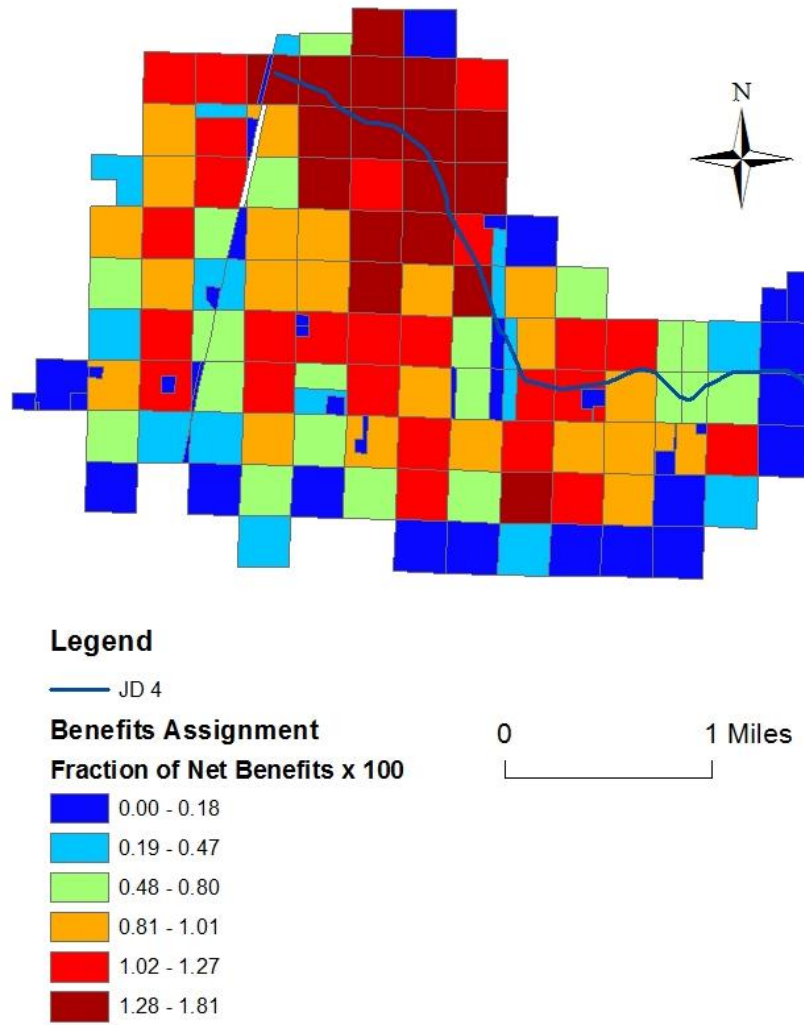 N
Legend
JD 4
Benefits Assignment
0 1 Miles
Fraction of Net Benefits x 100
0.00 - 0.18
0.19 - 0.47
0.48 - 0.80
0.81 - 1.01
1.02 - 1.27
1.28 - 1.81